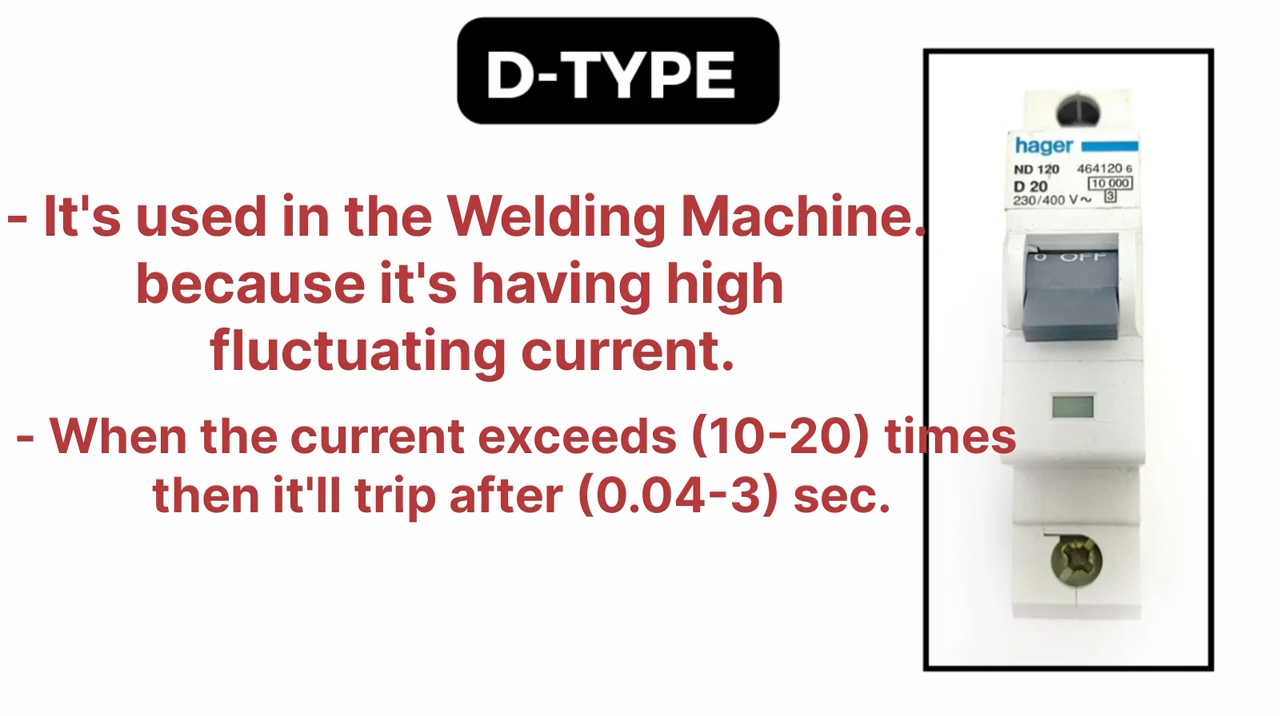 D-TYPE
- It's used in the Welding Machine.
because it's having high
fluctuating current.
- When the current exceeds (10-20) times
then it'll trip after (0.04-3) sec.
hager
ND 120 464120 6
D 20 10 000
230/400 V~ 3
OFF